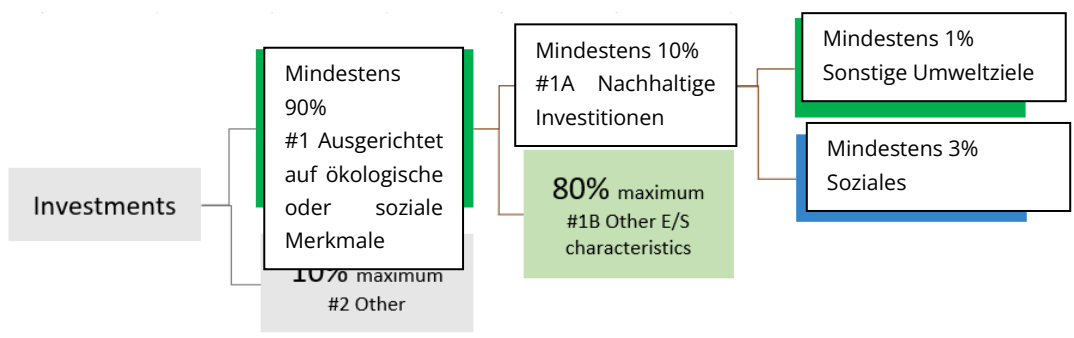 Investments
Mindestens
90%
#1 Ausgerichtet
auf ökologische
oder soziale
Merkmale
10% maximum
#2 Other
Mindestens 10%
#1A Nachhaltige
Investitionen
80% maximum
#1B Other E/S
characteristics
Mindestens 1%
Sonstige Umweltziele
Mindestens 3%
Soziales